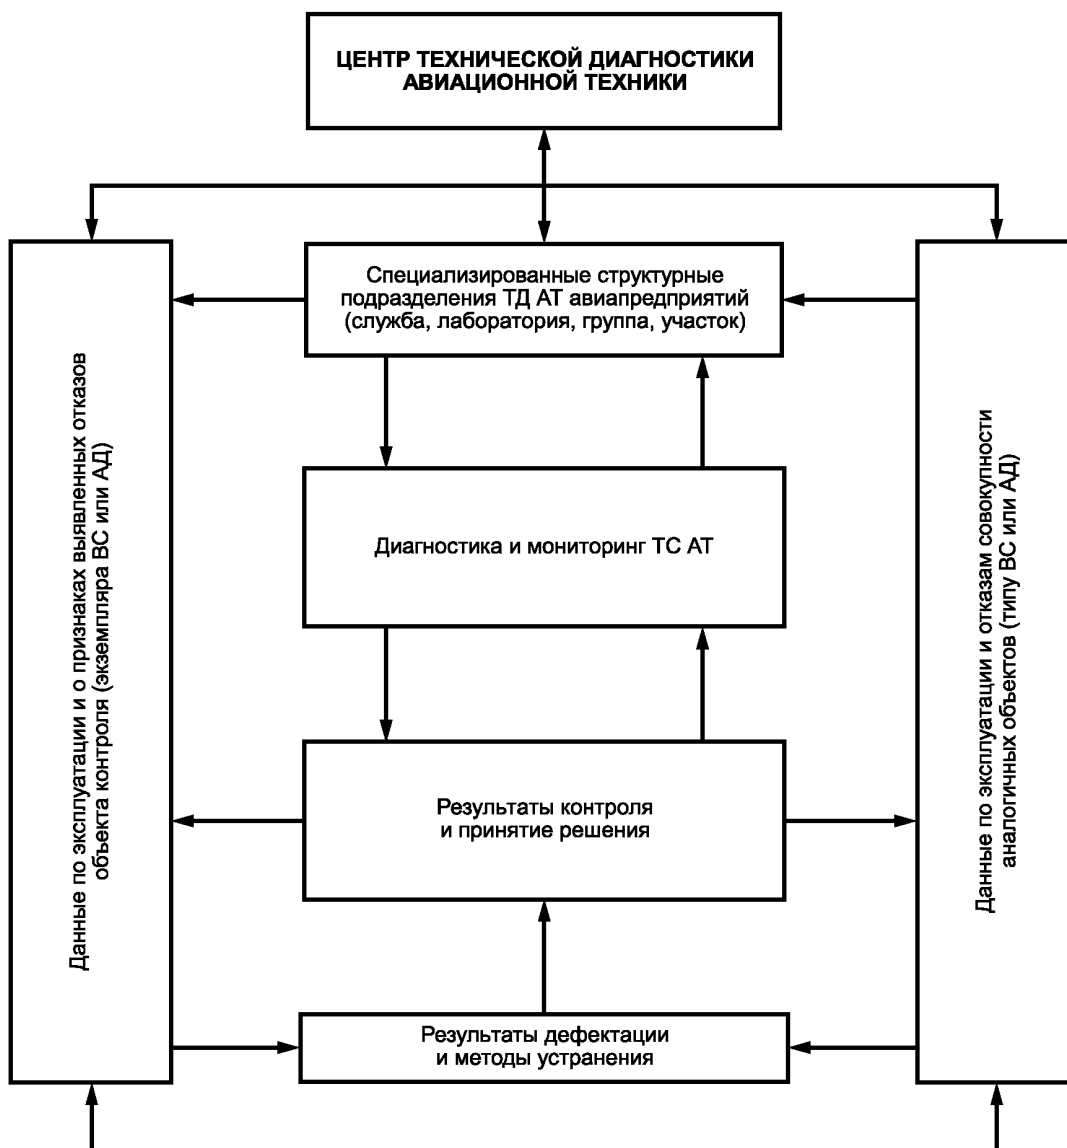 ЦЕНТР ТЕХНИЧЕСКОЙ ДИАГНОСТИКИ
АВИАЦИОННОЙ ТЕХНИКИ
Специализированные структурные
подразделения ТД АТ авиапредприятий
(служба, лаборатория, группа, участок)
Данные по эксплуатации и о признаках выявленных отказов
объекта контроля (экземпляра ВС или АД)
Диагностика и мониторинг ТС АТ
Данные по эксплуатации и отказам совокупности
аналогичных объектов (типу ВС или АД)
Результаты контроля
и принятие решения
Результаты дефектации
и методы устранения